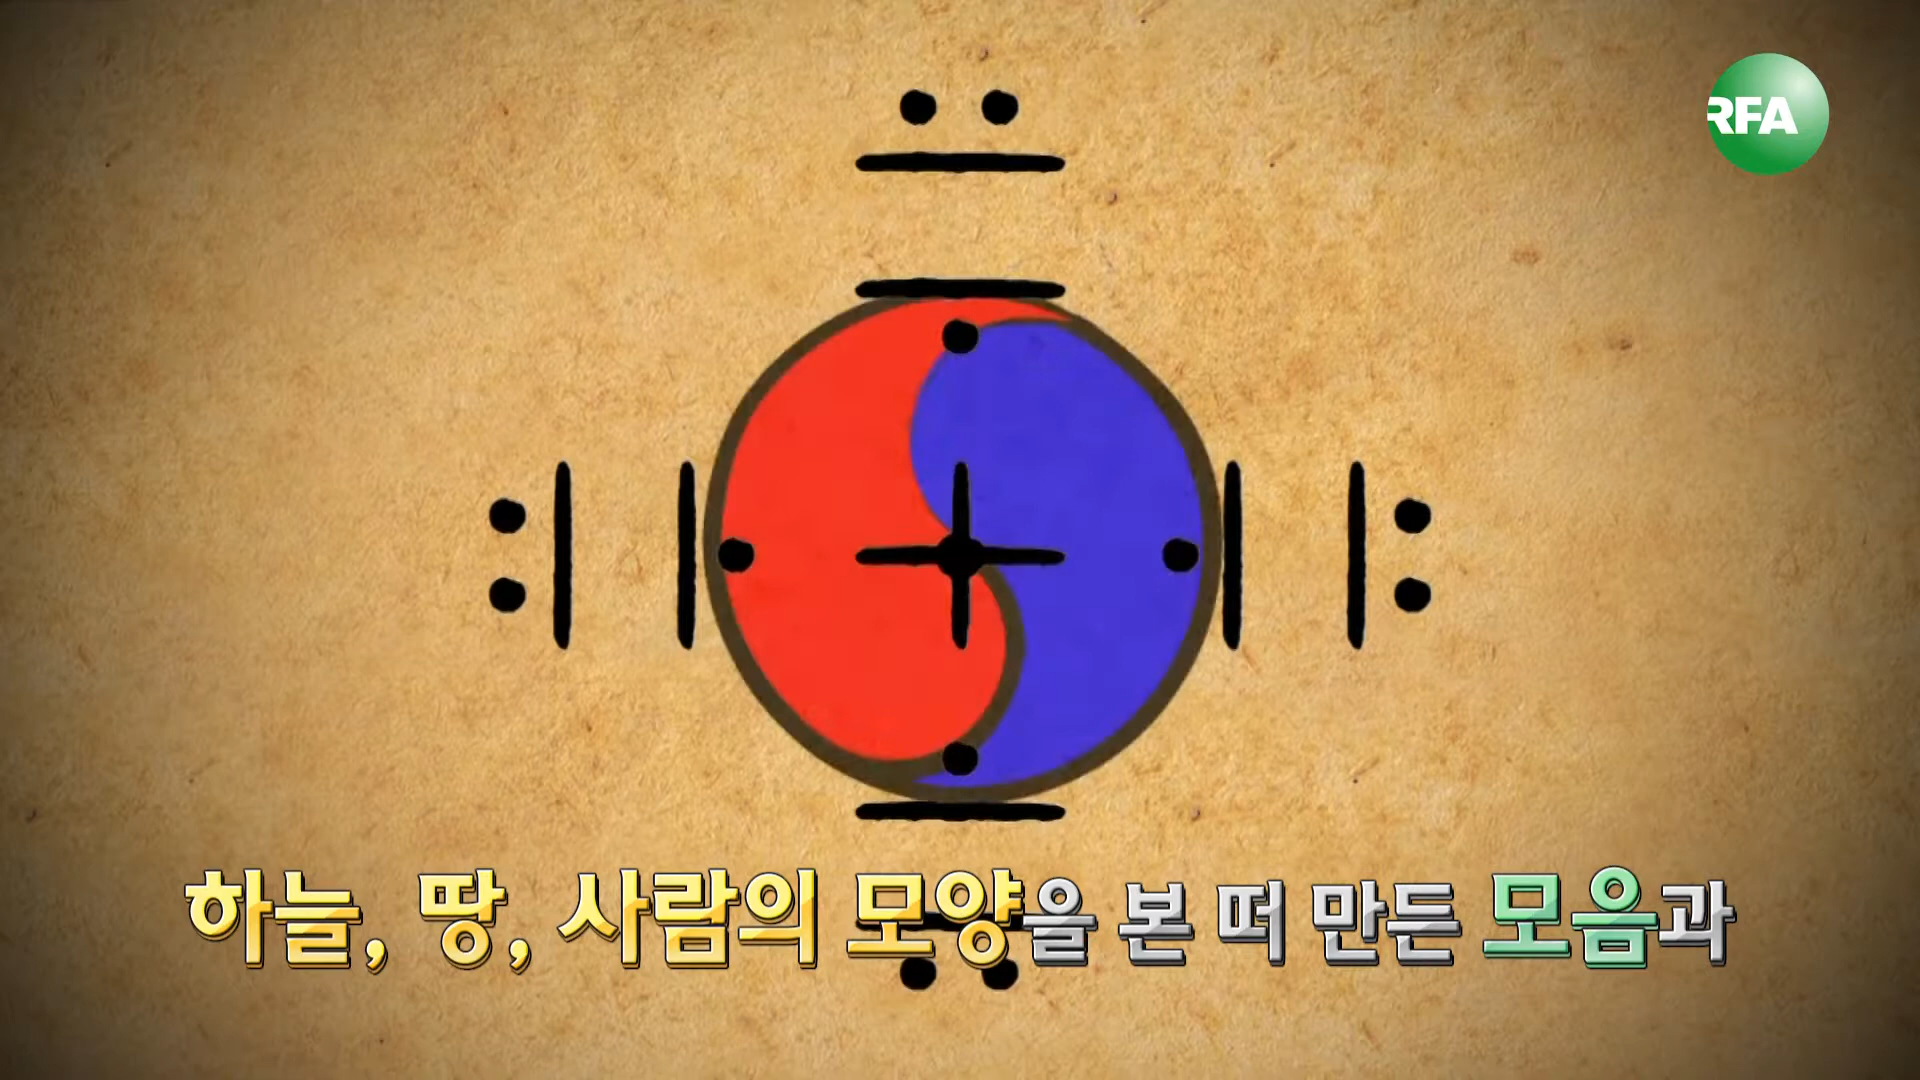 RFA
하늘, 땅, 사람의 모양을 본 떠 만든 모음과